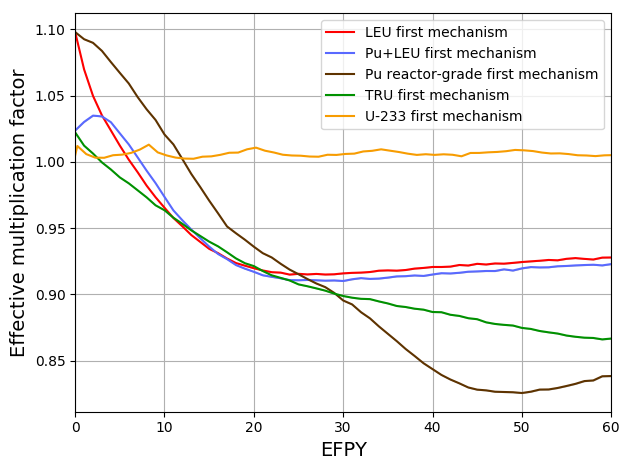 LEU first mechanism
Pu+LEU first mechanism
Pu reactor-grade first mechanism
TRU first mechanism
U-233 first mechanism
Effective multiplication factor
1.10
1.05
1.00
0.95
0.90
0.85
0 10 20 30 40 50 60
EFPY